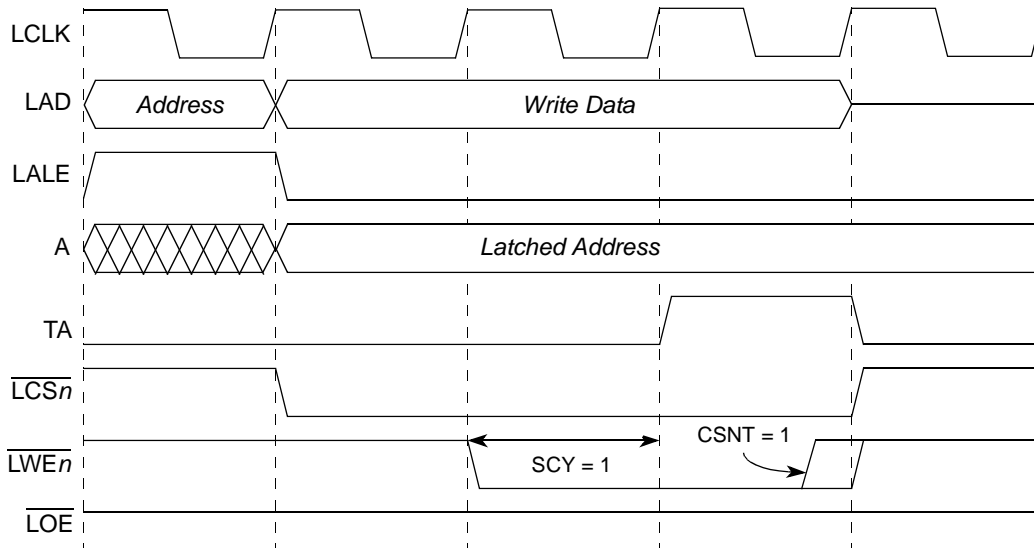 LCLK
LAD Address Write Data
LALE
A Latched Address
TA
LCSn
LWEn SCY = 1 CSNT = 1
LOE